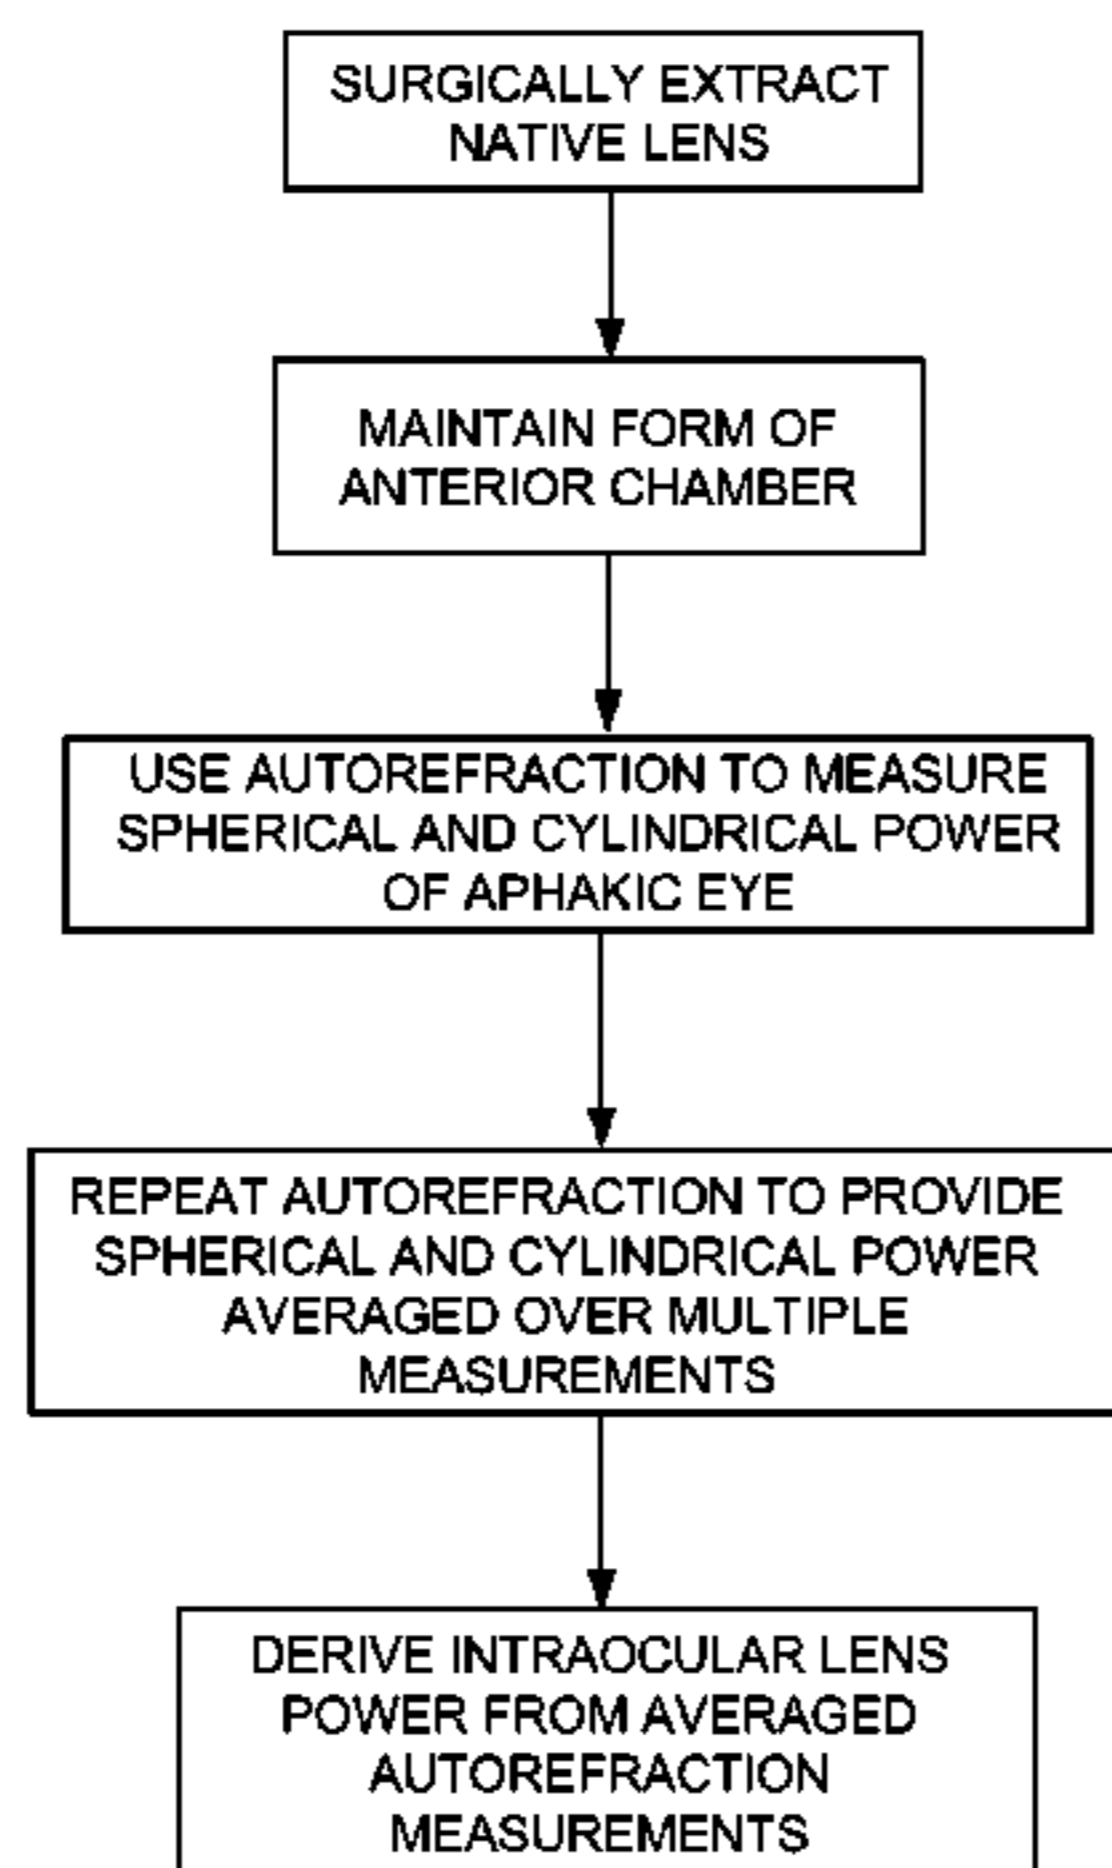 SURGICALLY EXTRACT
NATIVE LENS
MAINTAIN FORM OF
ANTERIOR CHAMBER
USE AUTOREFRACTION TO MEASURE
SPHERICAL AND CYLINDRICAL POWER
OF APHAKIC EYE
REPEAT AUTOREFRACTION TO PROVIDE
SPHERICAL AND CYLINDRICAL POWER
AVERAGED OVER MULTIPLE
MEASUREMENTS
DERIVE INTRAOCULAR LENS
POWER FROM AVERAGED
AUTOREFRACTION
MEASUREMENTS